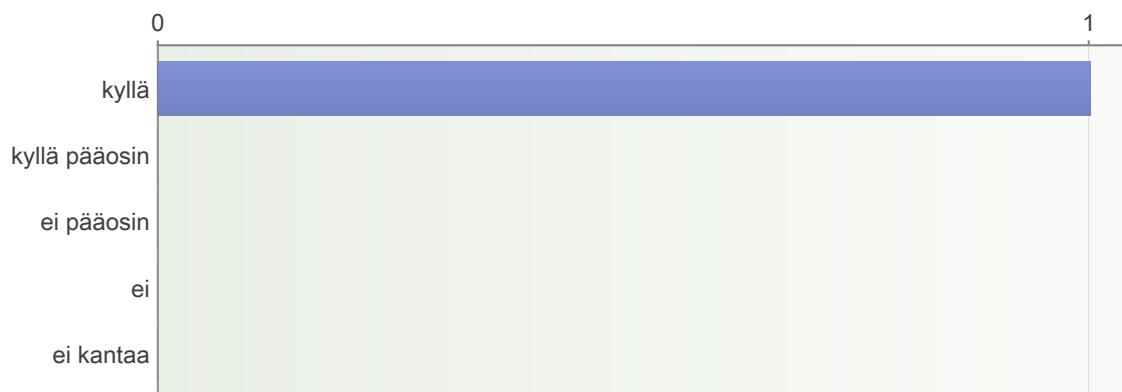 0 1
kyllä
kyllä pääosin
ei pääosin
ei
ei kantaa